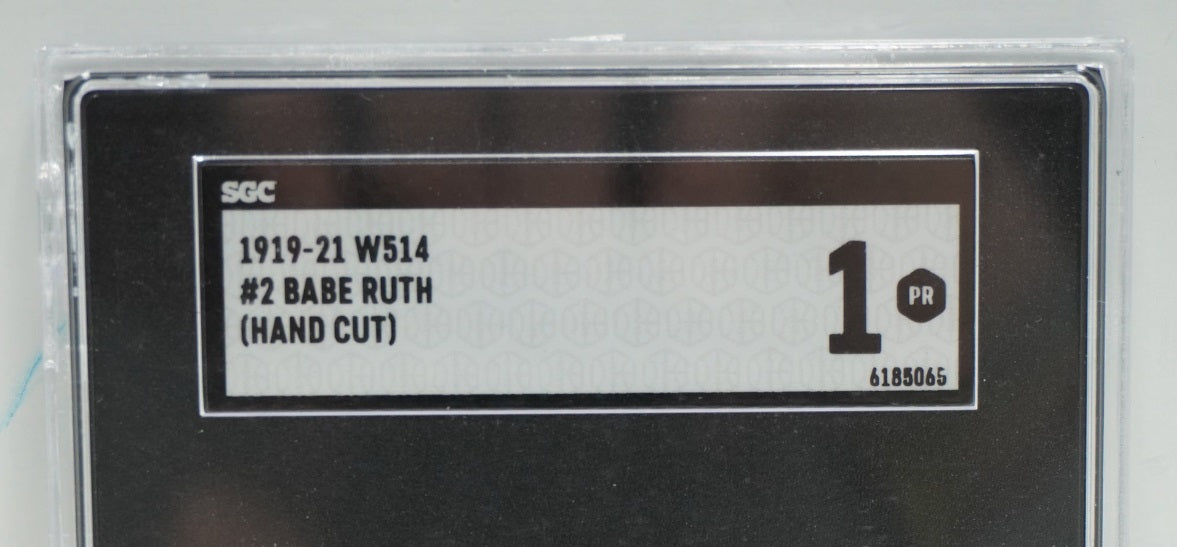 SGC
1919-21 W514
#2 BABE RUTH
(HAND CUT)
1 PR
6185065